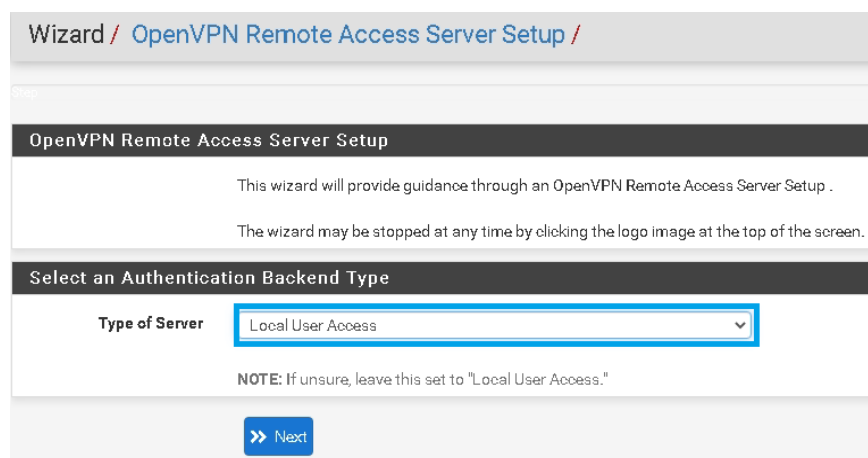 Wizard / OpenVPN Remote Access Server Setup /
Step
OpenVPN Remote Access Server Setup
This wizard will provide guidance through an OpenVPN Remote Access Server Setup .
The wizard may be stopped at any time by clicking the logo image at the top of the screen.
Select an Authentication Backend Type
Type of Server
Local User Access
NOTE: If unsure, leave this set to "Local User Access."
Next